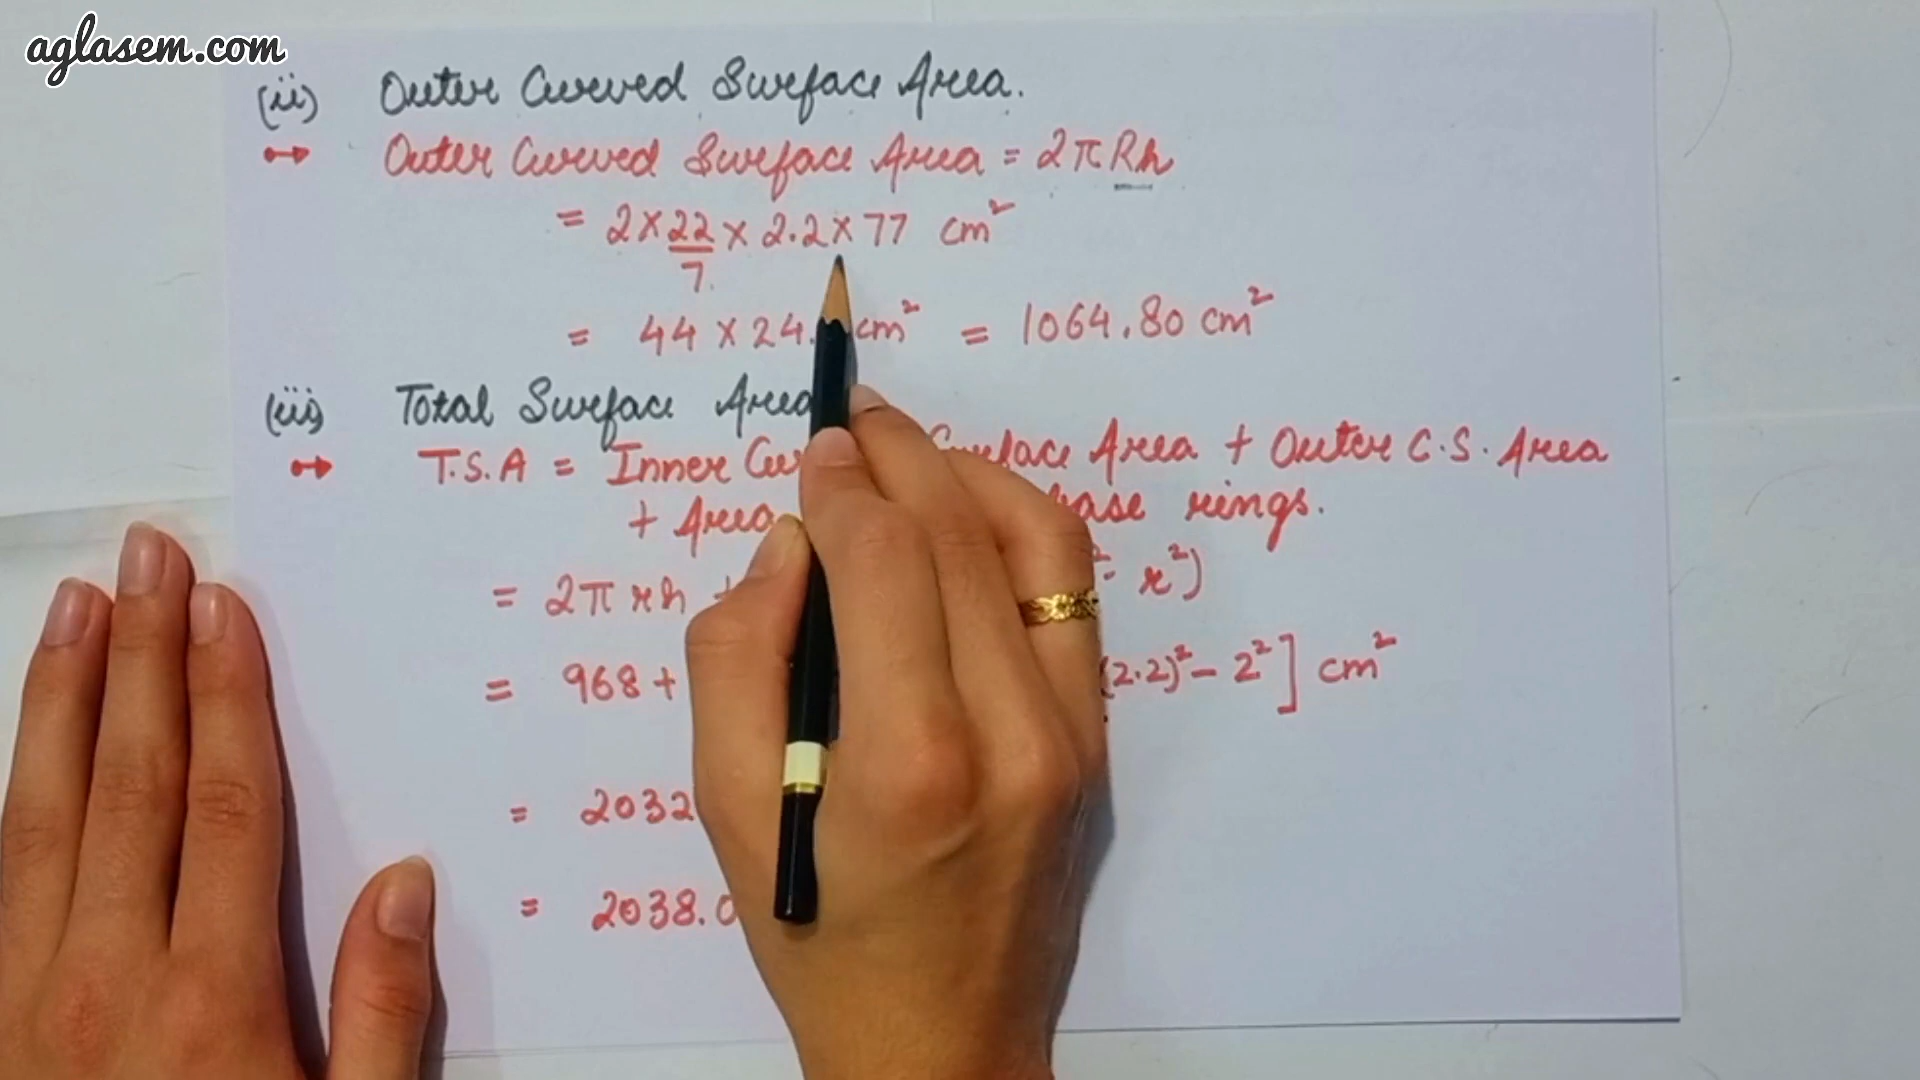 aglasem.com
(ii) Outer Curved Surface Area.
Outer Curved Surface Area = 2πRh
= 2 × 22/7 × 2.2 × 77 cm²
= 44 × 24. cm² = 1064.80 cm²
(iii) Total Surface Area
T.S.A = Inner Surface Area + Outer C.S. Area
+ Area base rings.
= 2πrh + r²)
= 968 + (2.2)² - 2²] cm²
= 2032
= 2038.0